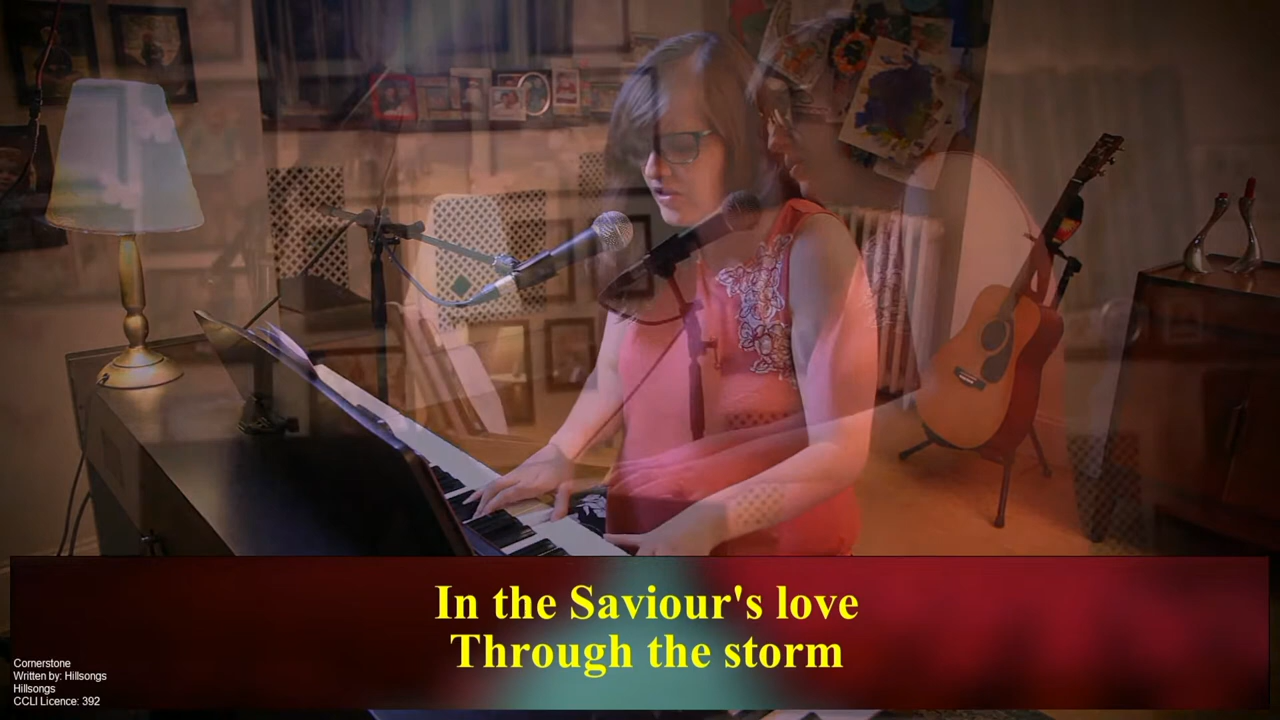 In the Saviour's love
Through the storm
Cornerstone
Written by: Hillsongs
Hillsongs
CCLI Licence: 392